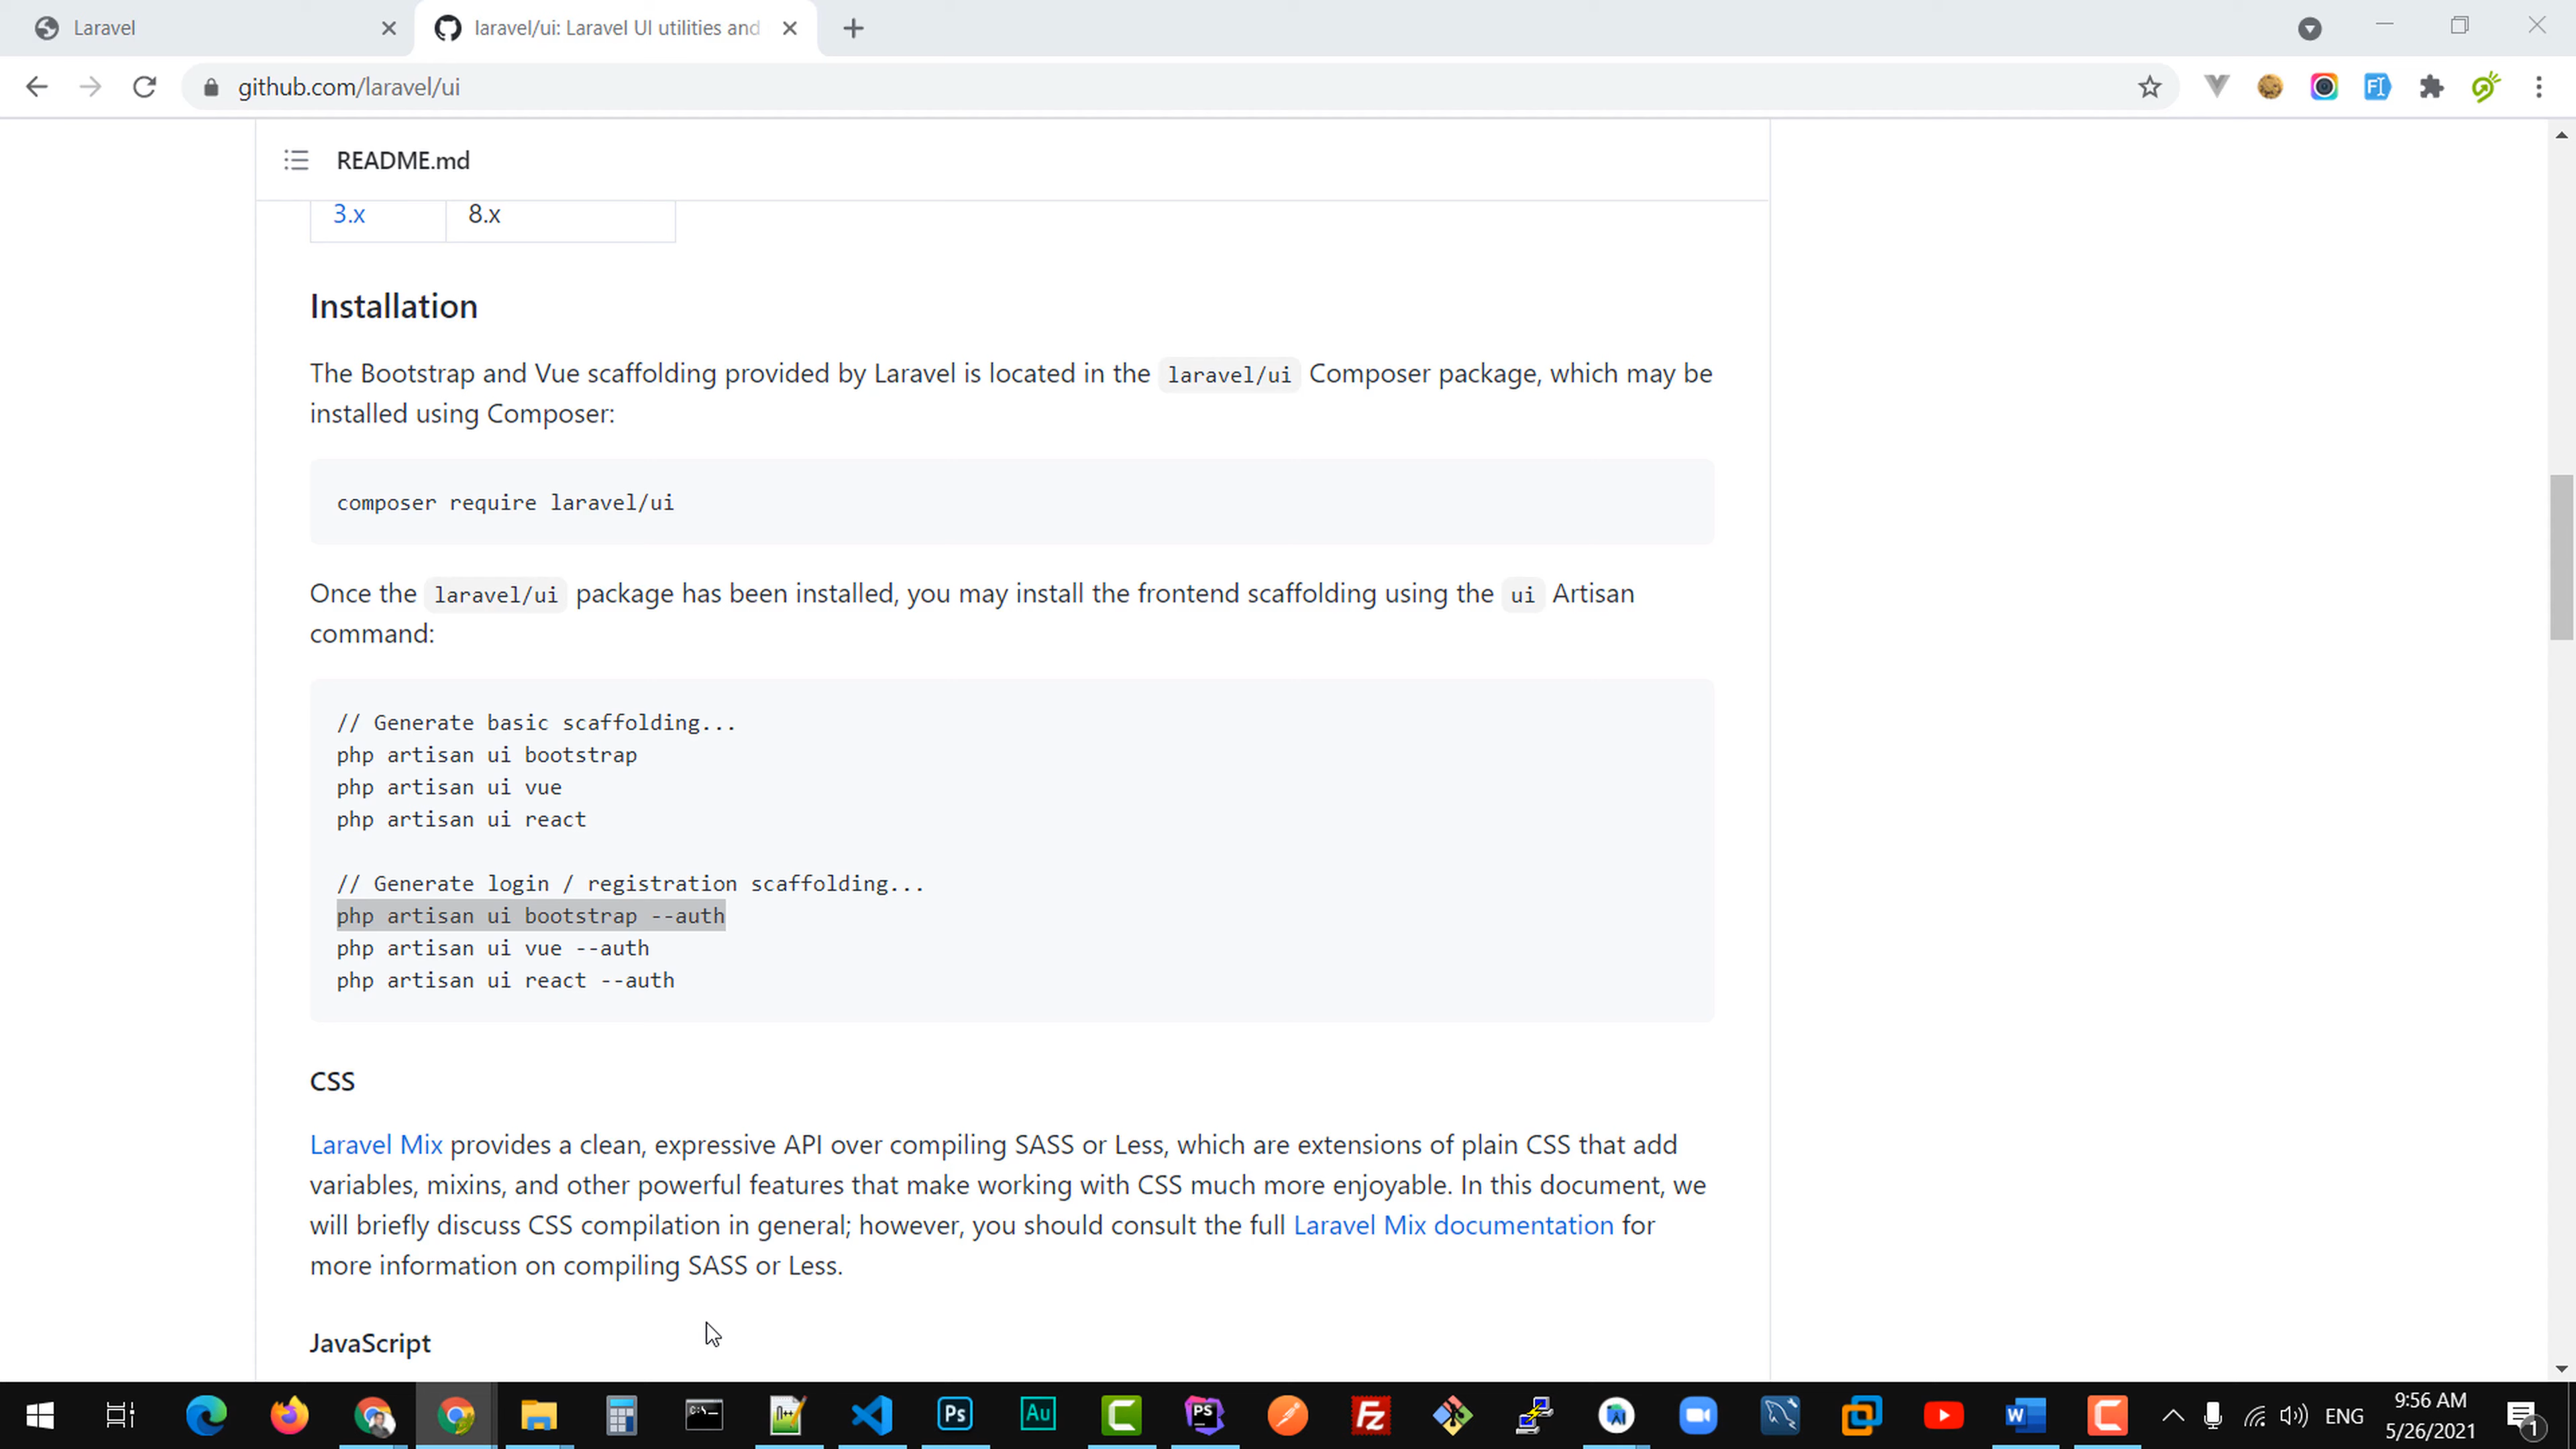 Laravel
laravel/ui: Laravel UI utilities and
github.com/laravel/ui
README.md
3.x 8.x
Installation
The Bootstrap and Vue scaffolding provided by Laravel is located in the laravel/ui Composer package, which may be
installed using Composer:
composer require laravel/ui
Once the laravel/ui package has been installed, you may install the frontend scaffolding using the ui Artisan
command:
// Generate basic scaffolding...
php artisan ui bootstrap
php artisan ui vue
php artisan ui react
// Generate login / registration scaffolding...
php artisan ui bootstrap --auth
php artisan ui vue --auth
php artisan ui react --auth
CSS
Laravel Mix provides a clean, expressive API over compiling SASS or Less, which are extensions of plain CSS that add
variables, mixins, and other powerful features that make working with CSS much more enjoyable. In this document, we
will briefly discuss CSS compilation in general; however, you should consult the full Laravel Mix documentation for
more information on compiling SASS or Less.
JavaScript
ENG
9:56 AM
5/26/2021
1